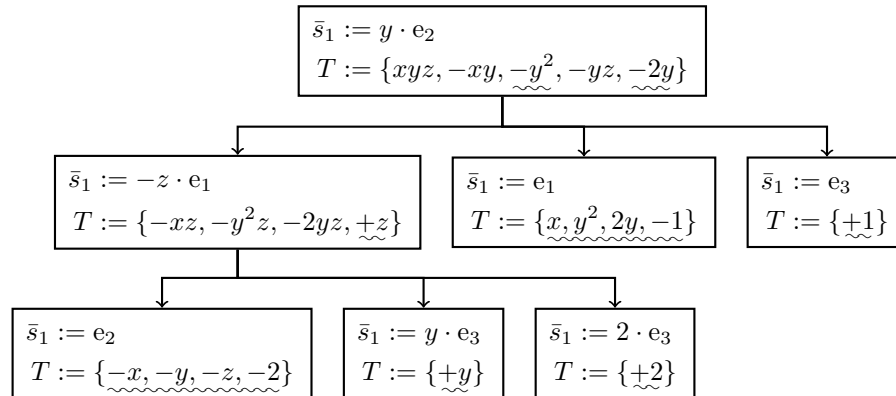 s̄₁ := y · e₂
T := {xyz, −xy, −y², −yz, −2y}
s̄₁ := −z · e₁
T := {−xz, −y²z, −2yz, +z}
s̄₁ := e₁
T := {x, y², 2y, −1}
s̄₁ := e₃
T := {+1}
s̄₁ := e₂
T := {−x, −y, −z, −2}
s̄₁ := y · e₃
T := {+y}
s̄₁ := 2 · e₃
T := {+2}